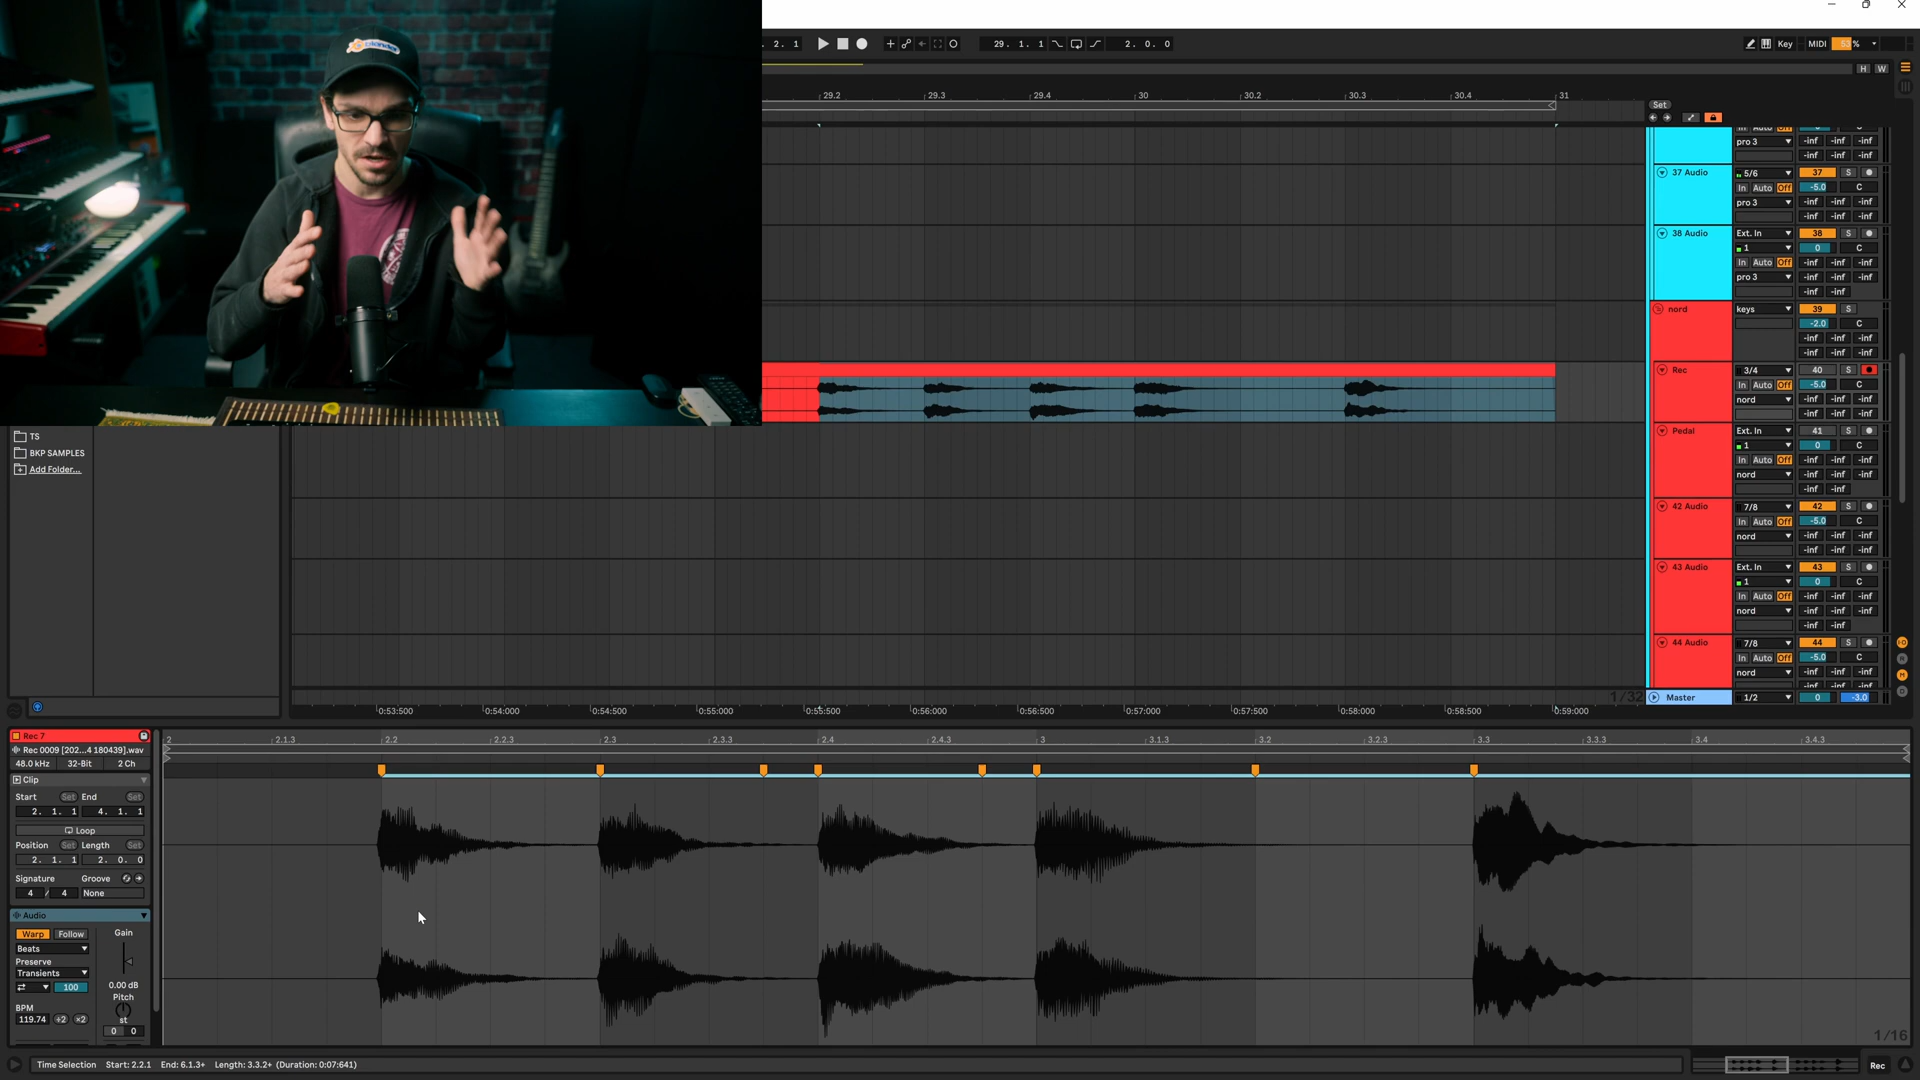 blender
. 2. 1
29. 1. 1
2. 0. 0
Key
MIDI
%
H
W
29.2
29.3
29.4
30
30.2
30.3
30.4
31
Set
pro 3
-inf -inf -inf
-inf -inf -inf
37 Audio
5/6
37
S
In Auto Off
-5.0
C
pro 3
-inf -inf -inf
-inf -inf -inf
38 Audio
Ext. In
38
S
1
0
C
In Auto Off
-inf -inf -inf
pro 3
-inf -inf -inf
-inf -inf
nord
keys
39
S
-2.0
C
-inf -inf -inf
-inf -inf -inf
Rec
3/4
40
S
In Auto Off
-5.0
C
nord
-inf -inf -inf
-inf -inf -inf
Pedal
Ext. In
41
S
1
0
C
In Auto Off
-inf -inf -inf
nord
-inf -inf -inf
-inf -inf
42 Audio
7/8
42
S
In Auto Off
-5.0
C
nord
-inf -inf -inf
-inf -inf -inf
43 Audio
Ext. In
43
S
1
0
C
In Auto Off
-inf -inf -inf
nord
-inf -inf -inf
-inf -inf
44 Audio
7/8
44
S
In Auto Off
-5.0
C
nord
-inf -inf -inf
-inf -inf -inf
1/32
Master
1/2
0
-3.0
TS
BKP SAMPLES
Add Folder...
0:53:500
0:54:000
0:54:500
0:55:000
0:55:500
0:56:000
0:56:500
0:57:000
0:57:500
0:58:000
0:58:500
0:59:000
Rec 7
Rec 0009 [202...4 180439].wav
48.0 kHz
32-Bit
2 Ch
Clip
Start
Set
End
Set
2. 1. 1
4. 1. 1
Loop
Position
Set
Length
Set
2. 1. 1
2. 0. 0
Signature
Groove
4 / 4
None
Audio
Warp
Follow
Gain
Beats
Preserve
Transients
100
0.00 dB
Pitch
BPM
st
119.74
÷2
×2
0 0
2
2.1.3
2.2
2.2.3
2.3
2.3.3
2.4
2.4.3
3
3.1.3
3.2
3.2.3
3.3
3.3.3
3.4
3.4.3
1/16
Time Selection
Start: 2.2.1
End: 6.1.3+
Length: 3.3.2+ (Duration: 0:07:641)
Rec